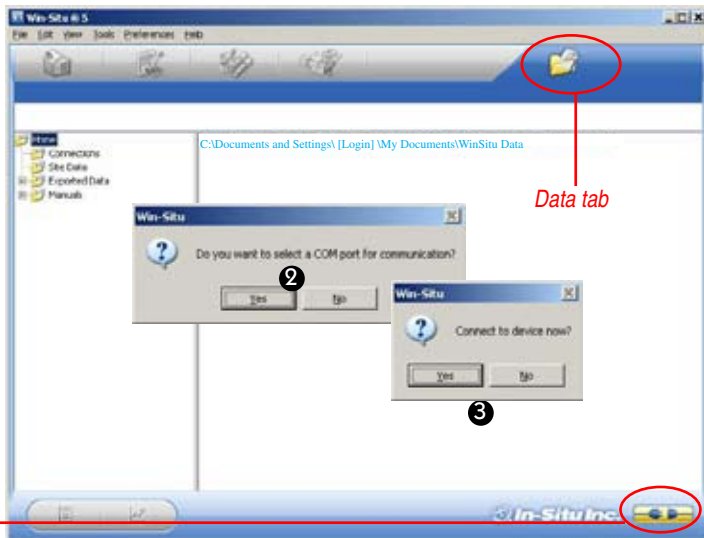 Win-Situ® 5
File Edit View Tools Preferences Help
Home
Connections
Site Data
Exported Data
Manuals
C:\Documents and Settings\ [Login] \My Documents\WinSitu Data
Data tab
Win-Situ
Do you want to select a COM port for communication?
2
Yes No
Win-Situ
Connect to device now?
Yes No
3
In-Situ Inc.